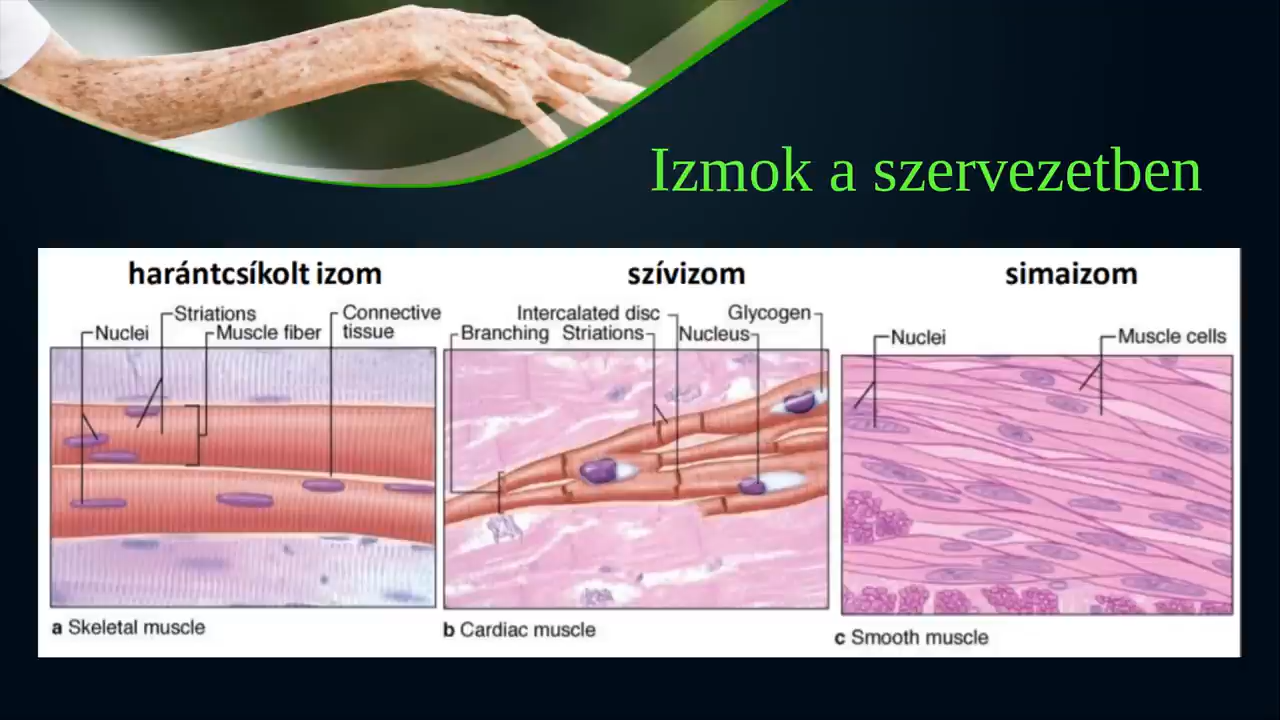 Izmok a szervezetben
harántcsíkolt izom
Striations
Connective
tissue
Nuclei
Muscle fiber
a Skeletal muscle
szívizom
Intercalated disc
Glycogen
Branching
Striations
Nucleus
b Cardiac muscle
simaizom
Nuclei
Muscle cells
c Smooth muscle